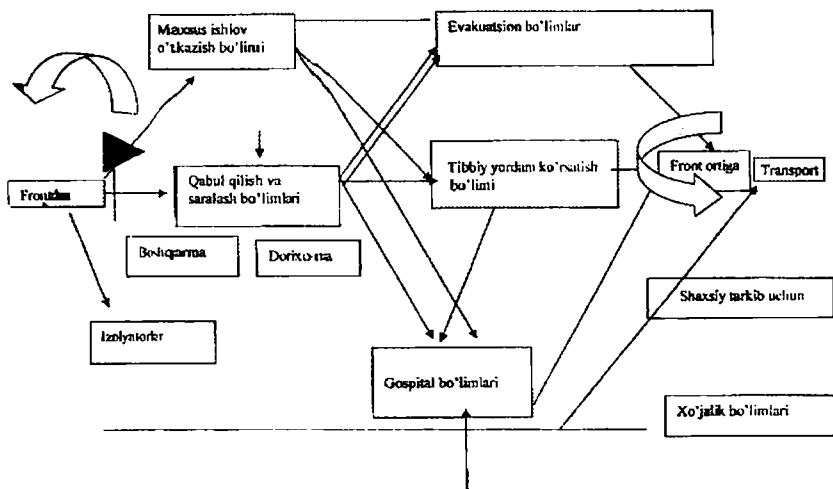 Maxsus ishlov
o'tkazish bo'limi
Evakuatsion bo'limlar
Qabul qilish va
saralash bo'limlari
Tibbiy yordam ko'rsatish
bo'limi
Front ortiga
Transport
Frontdan
Boshqarma
Dorixona
Shaxsiy tarkib uchun
Izolyatorlar
Gospital bo'limlari
Xo'jalik bo'limlari